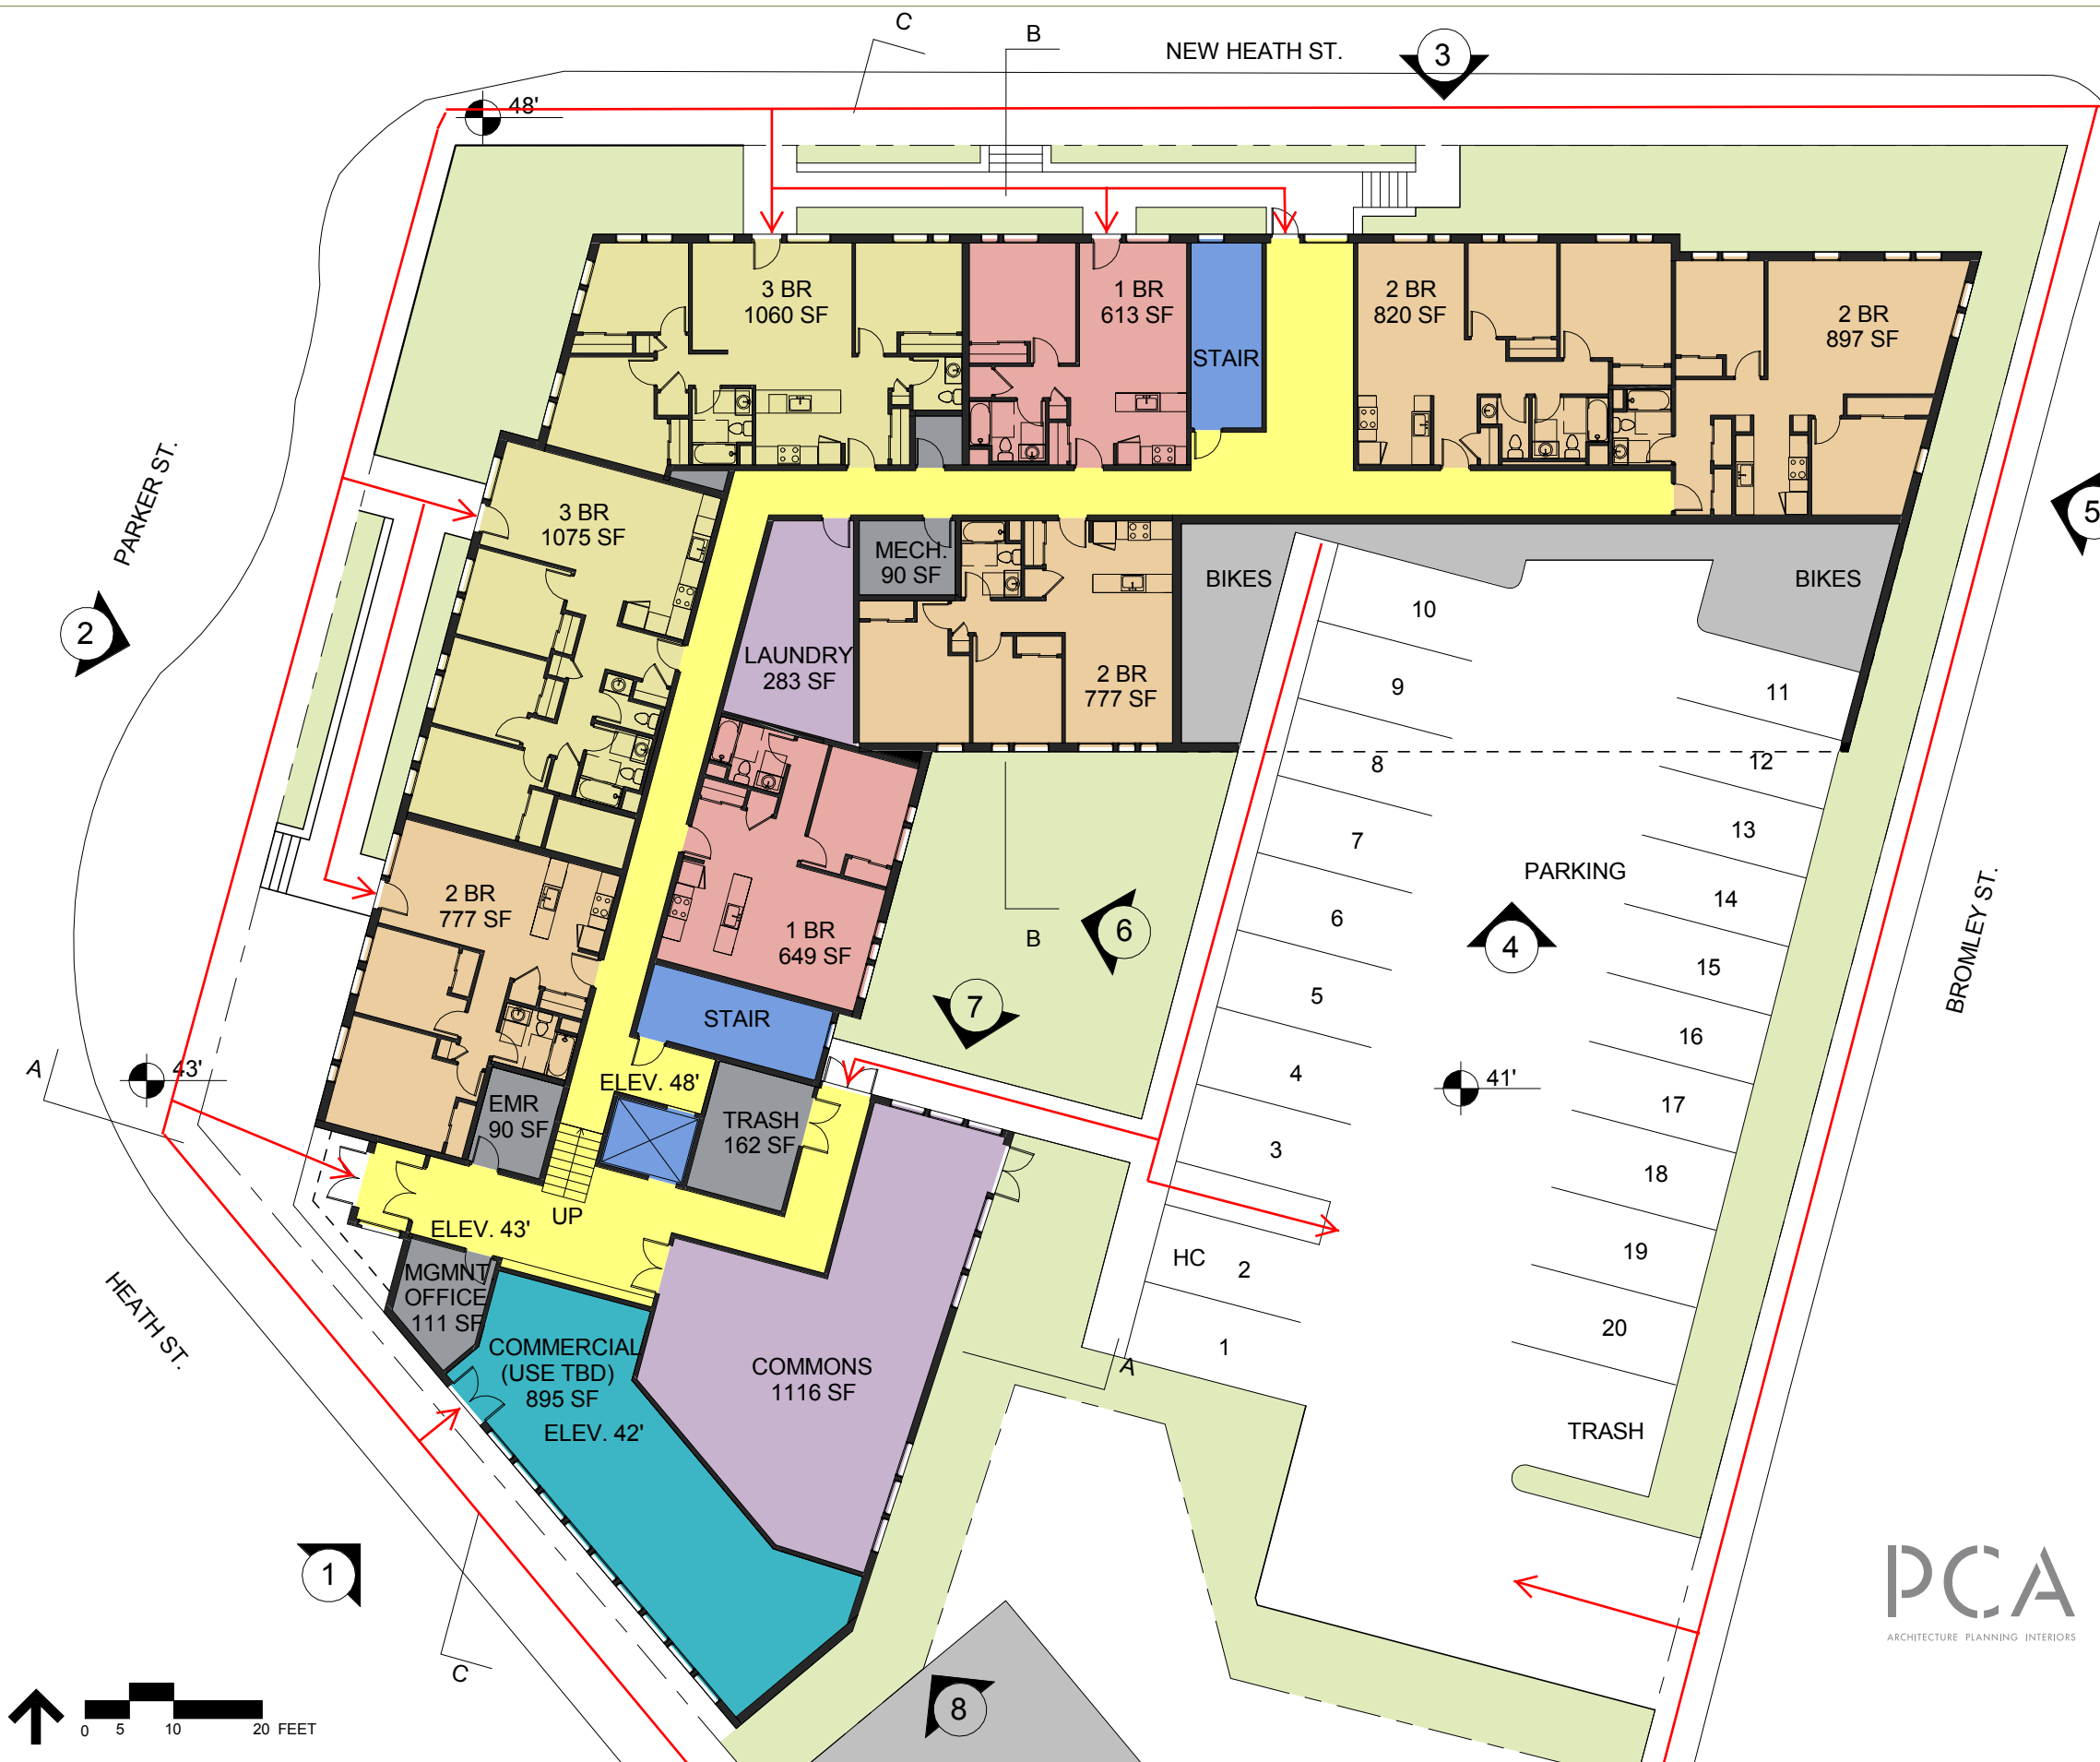 C
B
NEW HEATH ST.
3
48'
3 BR
1060 SF
1 BR
613 SF
STAIR
2 BR
820 SF
2 BR
897 SF
PARKER ST.
3 BR
1075 SF
5
MECH.
90 SF
BIKES
BIKES
2
10
LAUNDRY
283 SF
2 BR
777 SF
9
11
8
12
7
13
PARKING
2 BR
777 SF
14
6
1 BR
649 SF
B
6
4
15
BROMLEY ST.
5
7
STAIR
16
A
43'
ELEV. 48'
4
41'
17
EMR
90 SF
TRASH
162 SF
3
18
UP
ELEV. 43'
19
HC
2
MGMNT
OFFICE
111 SF
HEATH ST.
20
1
COMMERCIAL
(USE TBD)
895 SF
ELEV. 42'
COMMONS
1116 SF
A
TRASH
1
PCA
ARCHITECTURE PLANNING INTERIORS
C
8
0 5 10 20 FEET